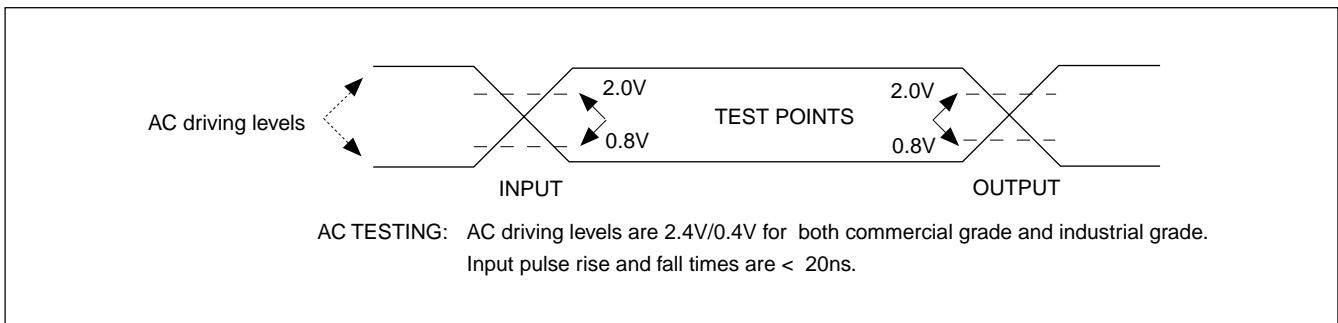 2.0V
2.0V
AC driving levels
TEST POINTS
0.8V
0.8V
INPUT
OUTPUT
AC TESTING: AC driving levels are 2.4V/0.4V for both commercial grade and industrial grade.
Input pulse rise and fall times are < 20ns.